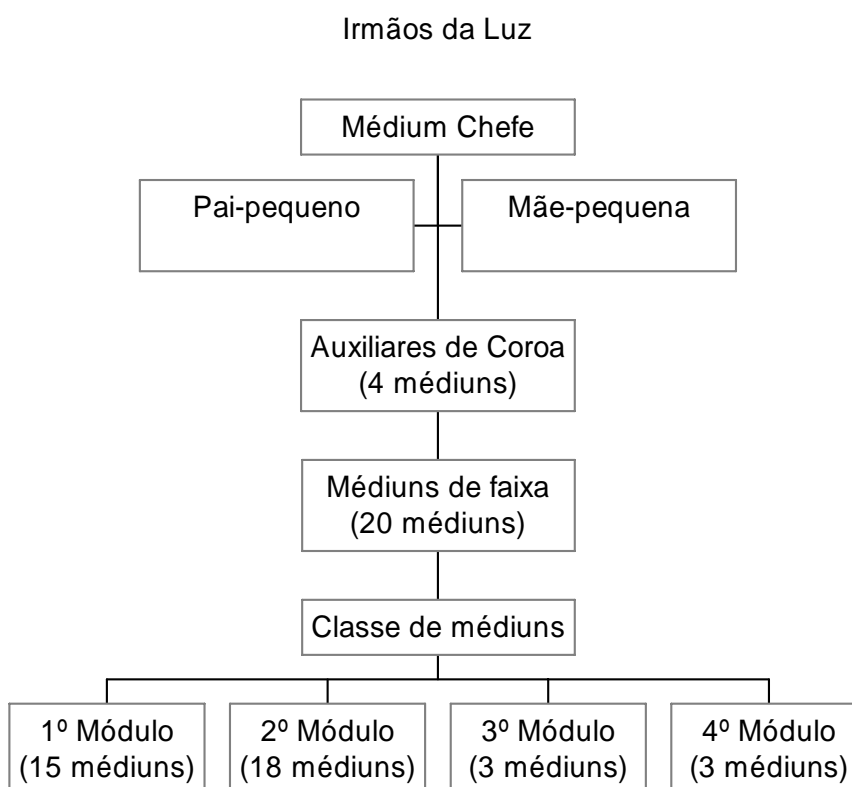 Irmãos da Luz
Médium Chefe
Pai-pequeno
Mãe-pequena
Auxiliares de Coroa
(4 médiuns)
Médiuns de faixa
(20 médiuns)
Classe de médiuns
1º Módulo
(15 médiuns)
2º Módulo
(18 médiuns)
3º Módulo
(3 médiuns)
4º Módulo
(3 médiuns)